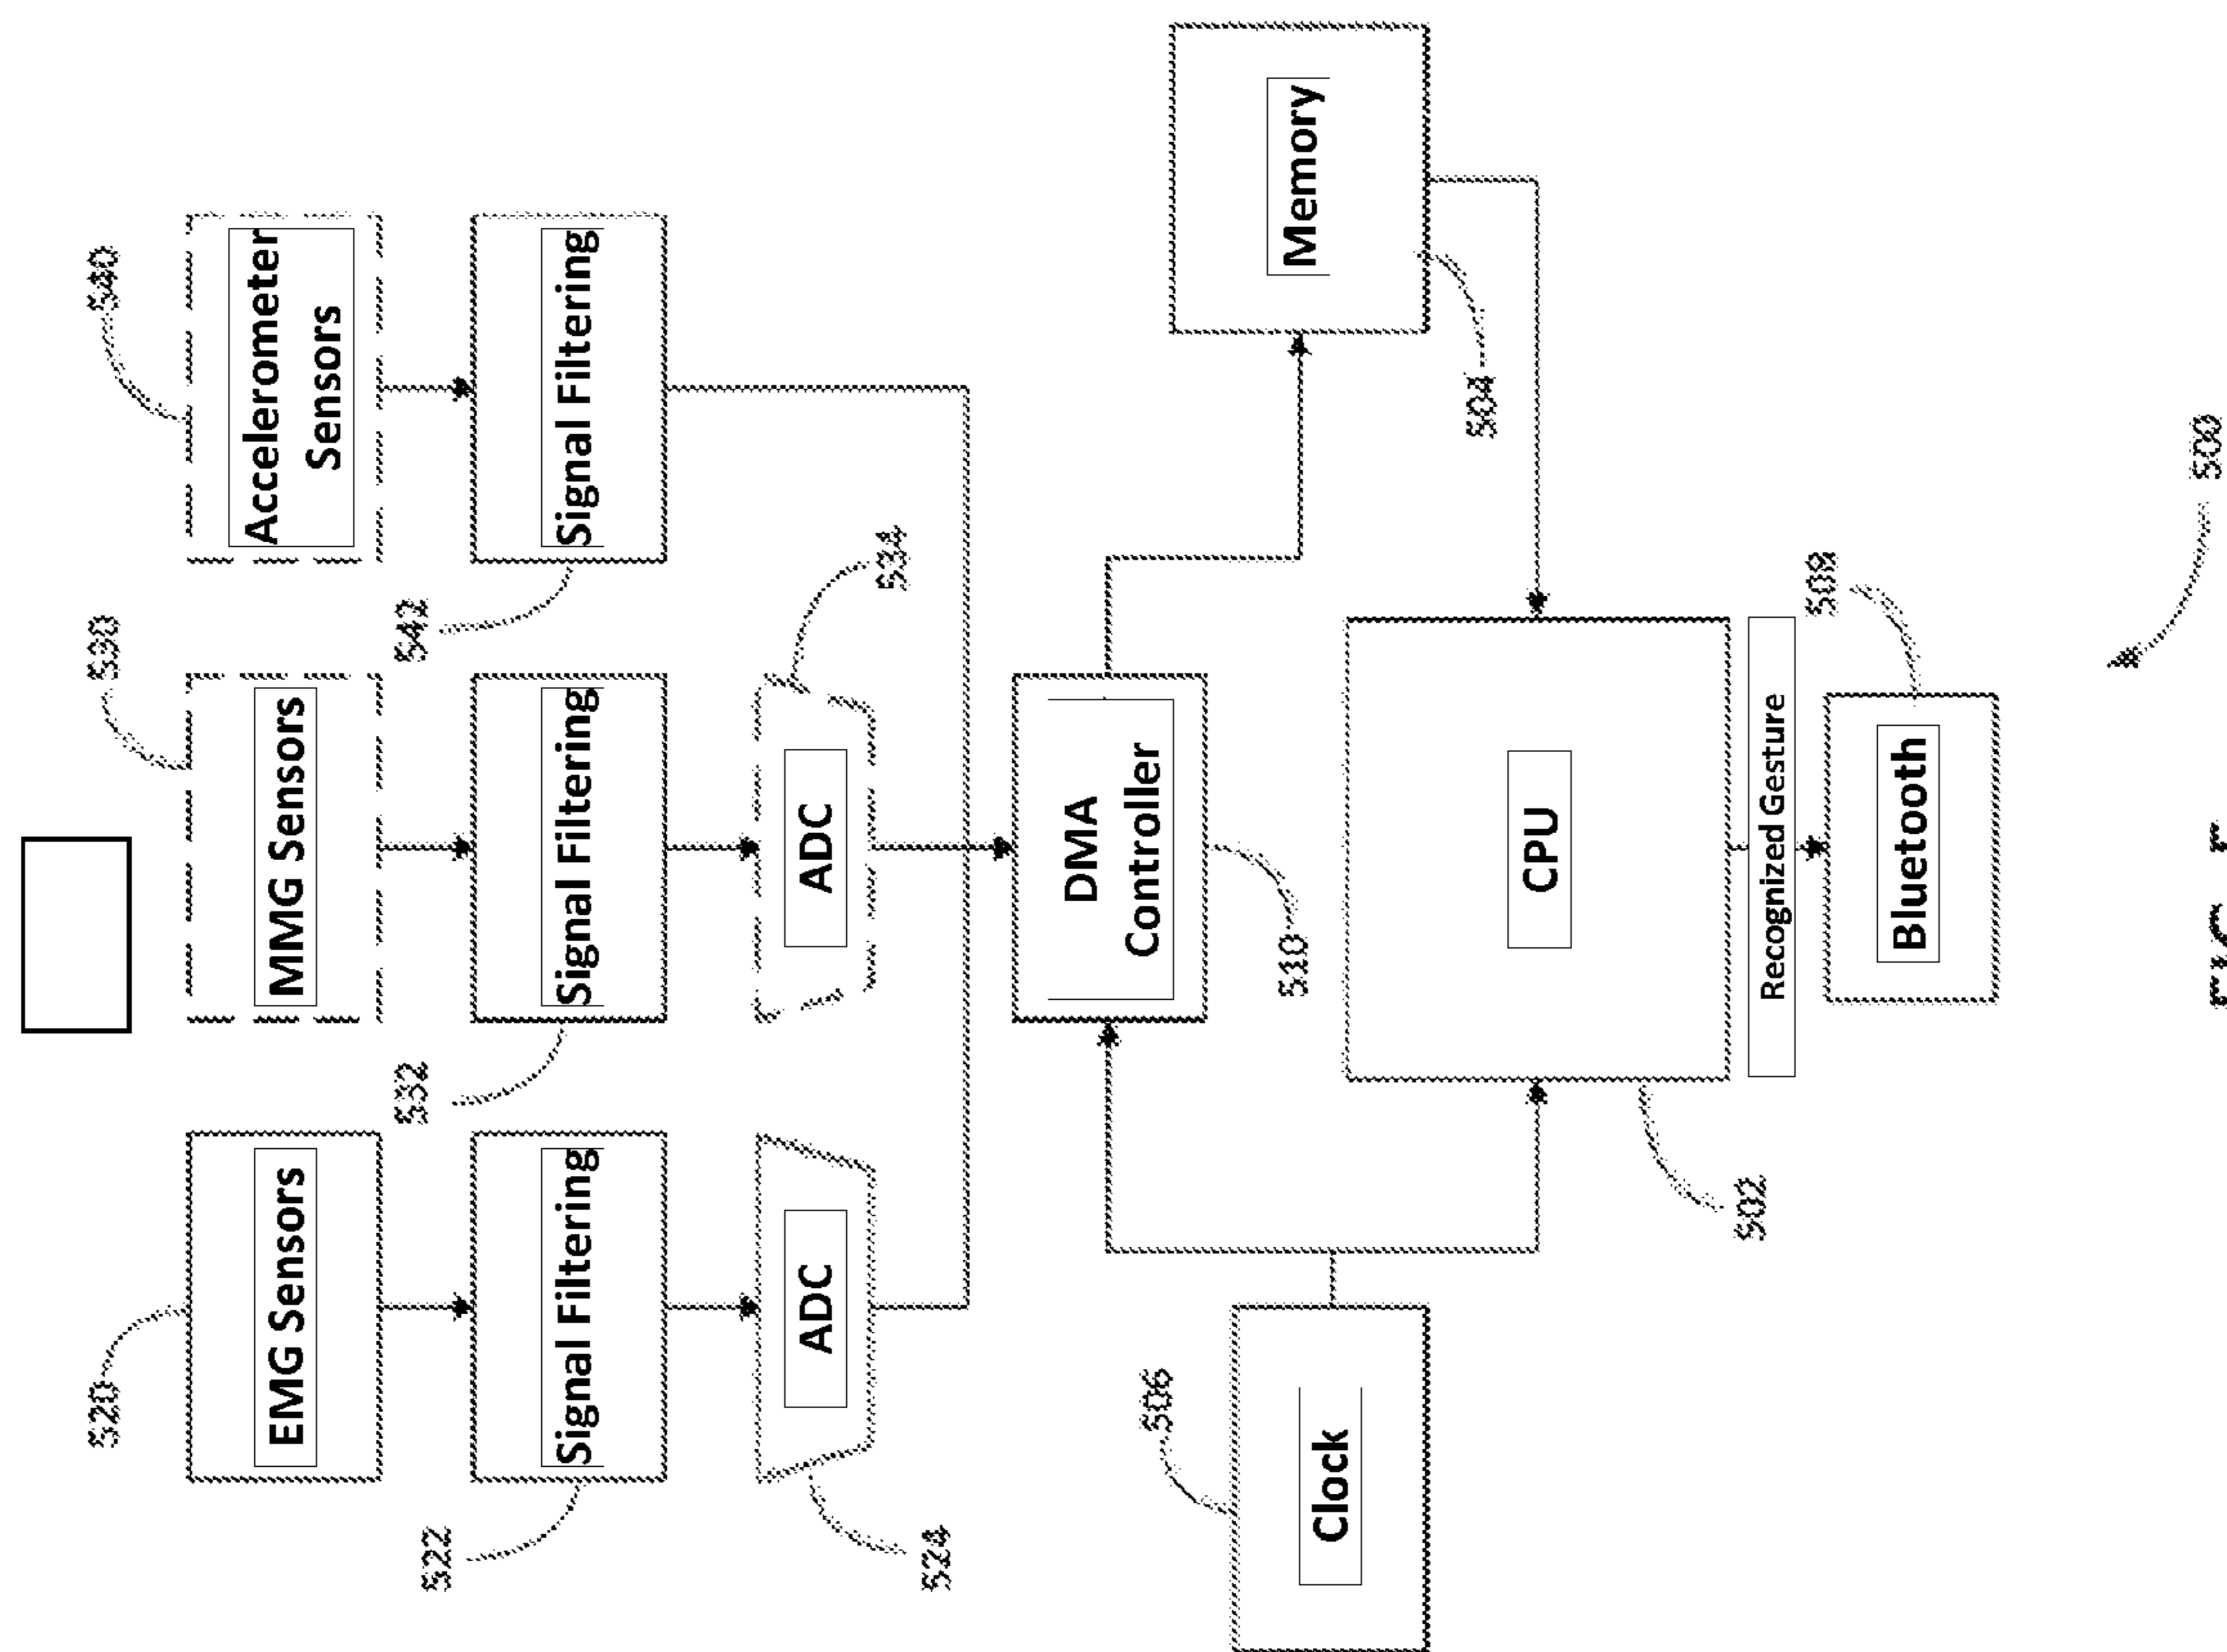 540
Accelerometer
Sensors
Signal Filtering
542
530
MMG Sensors
Signal Filtering
532
ADC
534
520
EMG Sensors
Signal Filtering
522
ADC
524
DMA
Controller
510
Memory
504
CPU
502
Clock
506
Recognized Gesture
Bluetooth
508
500